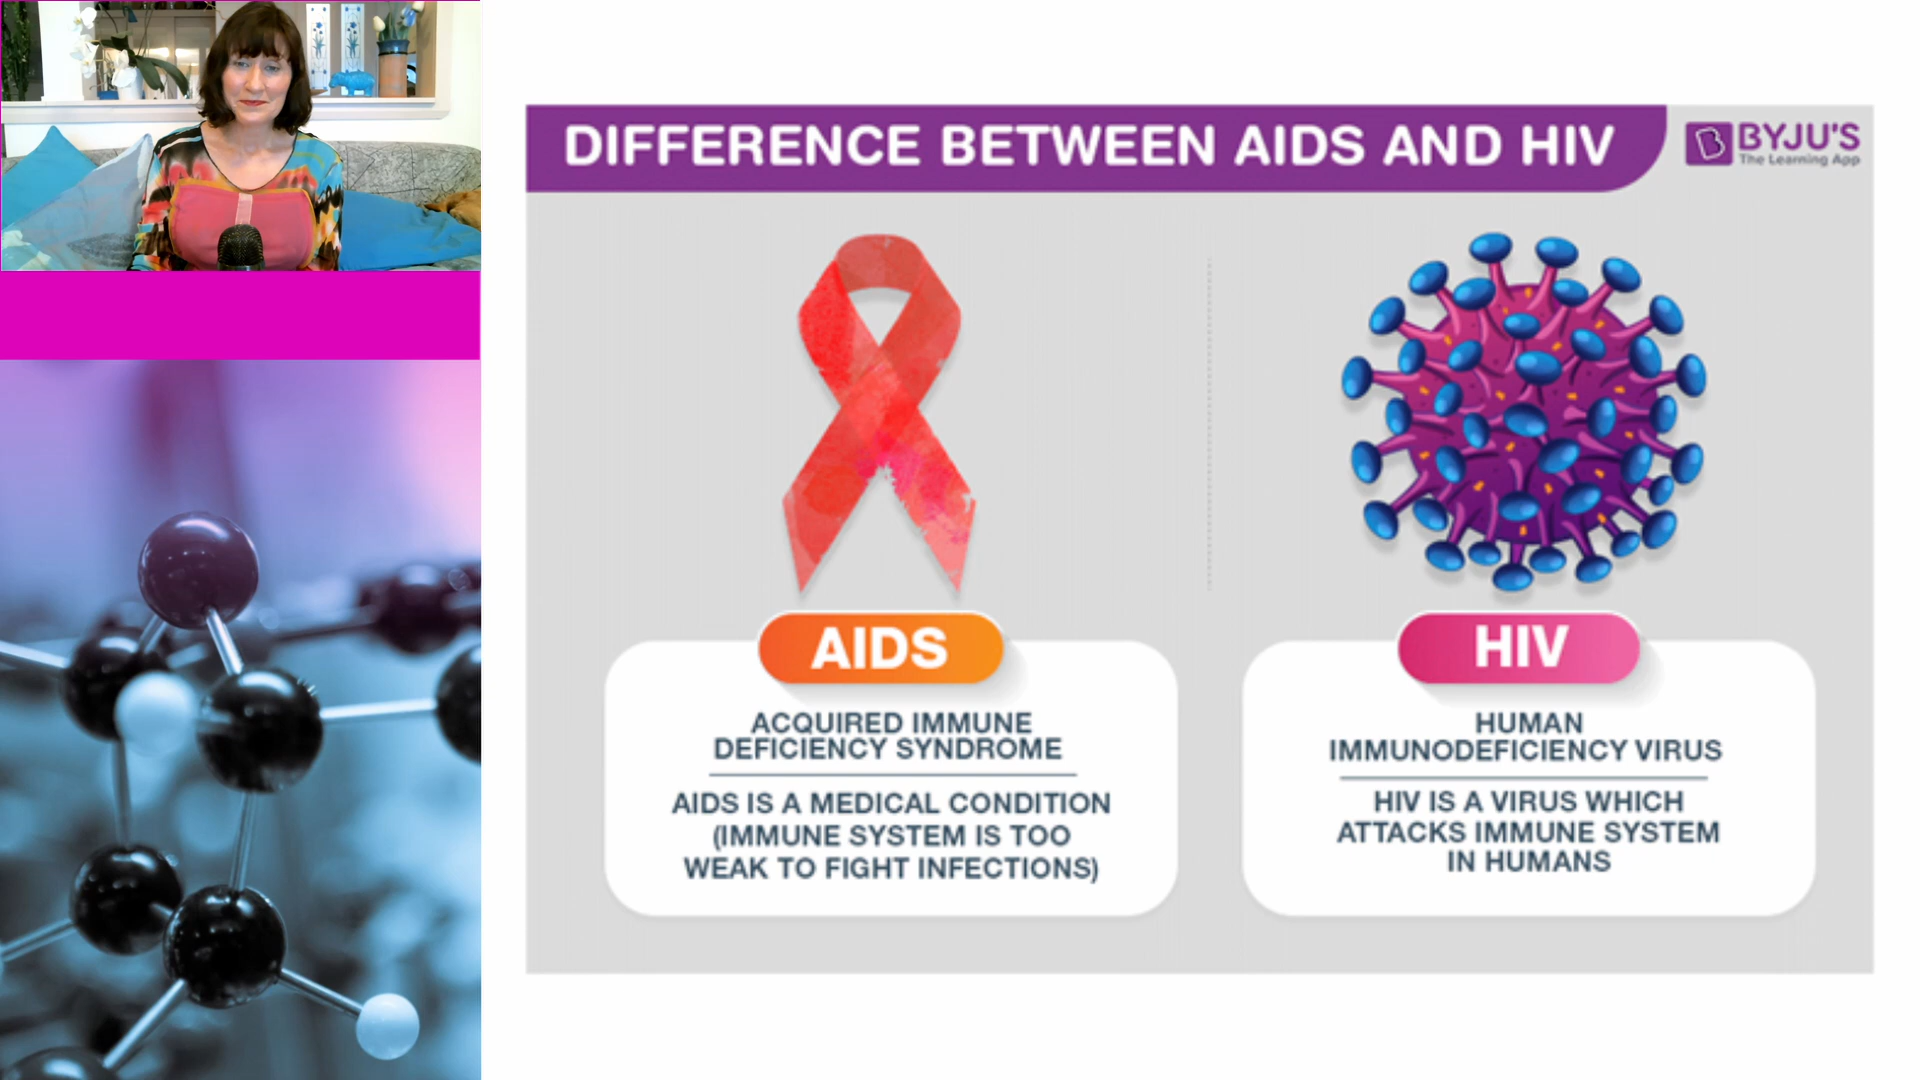 DIFFERENCE BETWEEN AIDS AND HIV
BYJU'S
The Learning App
AIDS
ACQUIRED IMMUNE
DEFICIENCY SYNDROME
AIDS IS A MEDICAL CONDITION
(IMMUNE SYSTEM IS TOO
WEAK TO FIGHT INFECTIONS)
HIV
HUMAN
IMMUNODEFICIENCY VIRUS
HIV IS A VIRUS WHICH
ATTACKS IMMUNE SYSTEM
IN HUMANS